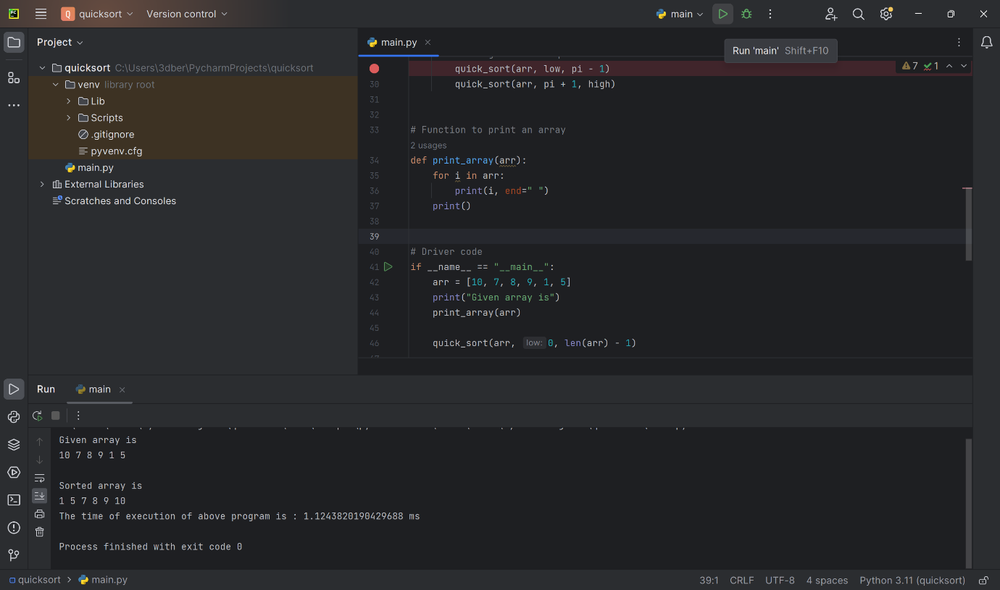 PC
Q quicksort Version control main
Project
main.py
Run 'main' Shift+F10
quicksort C:\Users\3dber\PycharmProjects\quicksort
venv library root
Lib
Scripts
.gitignore
pyvenv.cfg
main.py
External Libraries
Scratches and Consoles
7 1
quick_sort(arr, low, pi - 1)
30 quick_sort(arr, pi + 1, high)
31
32
33 # Function to print an array
2 usages
34 def print_array(arr):
35 for i in arr:
36 print(i, end=" ")
37 print()
38
39
40 # Driver code
41 if __name__ == "__main__":
42 arr = [10, 7, 8, 9, 1, 5]
43 print("Given array is")
44 print_array(arr)
45
46 quick_sort(arr, low: 0, len(arr) - 1)
Run main
Given array is
10 7 8 9 1 5
Sorted array is
1 5 7 8 9 10
The time of execution of above program is : 1.1243820190429688 ms
Process finished with exit code 0
quicksort > main.py
39:1 CRLF UTF-8 4 spaces Python 3.11 (quicksort)